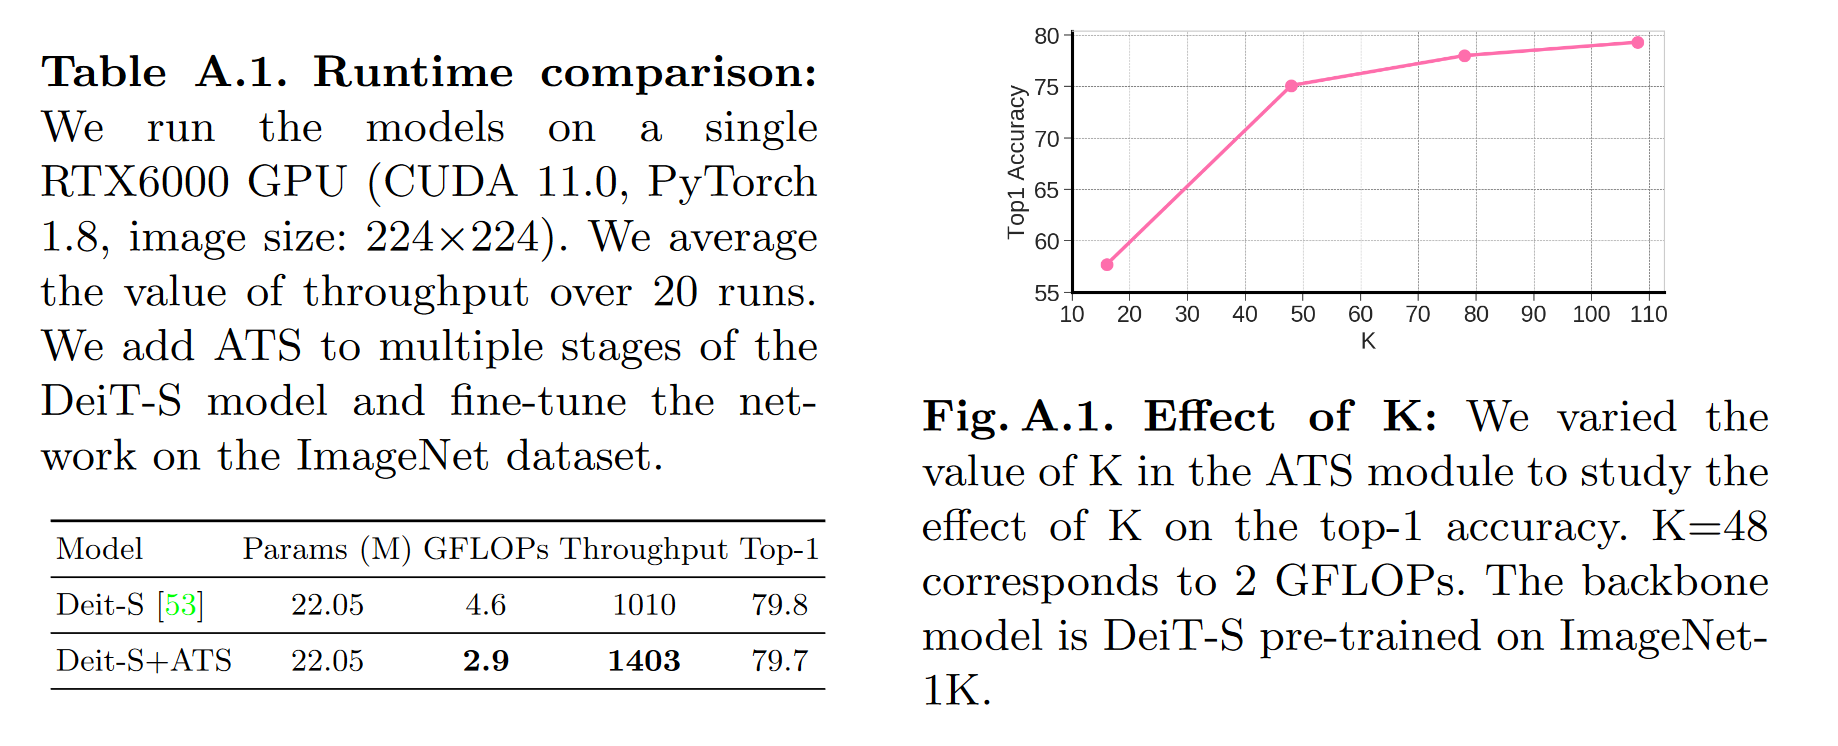 Table A.1. Runtime comparison:
We run the models on a single
RTX6000 GPU (CUDA 11.0, PyTorch
1.8, image size: 224×224). We average
the value of throughput over 20 runs.
We add ATS to multiple stages of the
DeiT-S model and fine-tune the net-
work on the ImageNet dataset.
Model Params (M) GFLOPs Throughput Top-1
Deit-S [53] 22.05 4.6 1010 79.8
Deit-S+ATS 22.05 2.9 1403 79.7
80
75
70
65
60
55
Top1 Accuracy
10 20 30 40 50 60 70 80 90 100 110
K
Fig. A.1. Effect of K: We varied the
value of K in the ATS module to study the
effect of K on the top-1 accuracy. K=48
corresponds to 2 GFLOPs. The backbone
model is DeiT-S pre-trained on ImageNet-
1K.